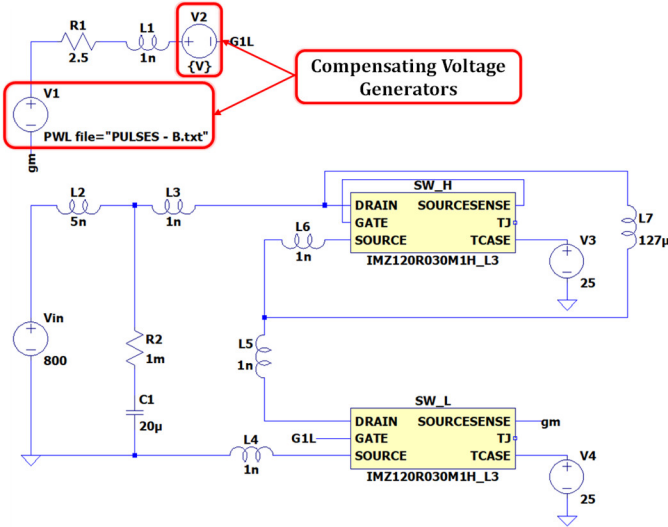 R1
2.5
L1
1n
V2
{V}
G1L
V1
PWL file="PULSES - B.txt"
gm
Compensating Voltage
Generators
L2
5n
L3
1n
SW_H
DRAIN SOURCESENSE
GATE TJ
SOURCE TCASE
IMZ120R030M1H_L3
L6
1n
L7
127µ
V3
25
Vin
800
R2
1m
C1
20µ
L5
1n
L4
1n
SW_L
DRAIN SOURCESENSE gm
G1L GATE TJ
SOURCE TCASE
IMZ120R030M1H_L3
V4
25